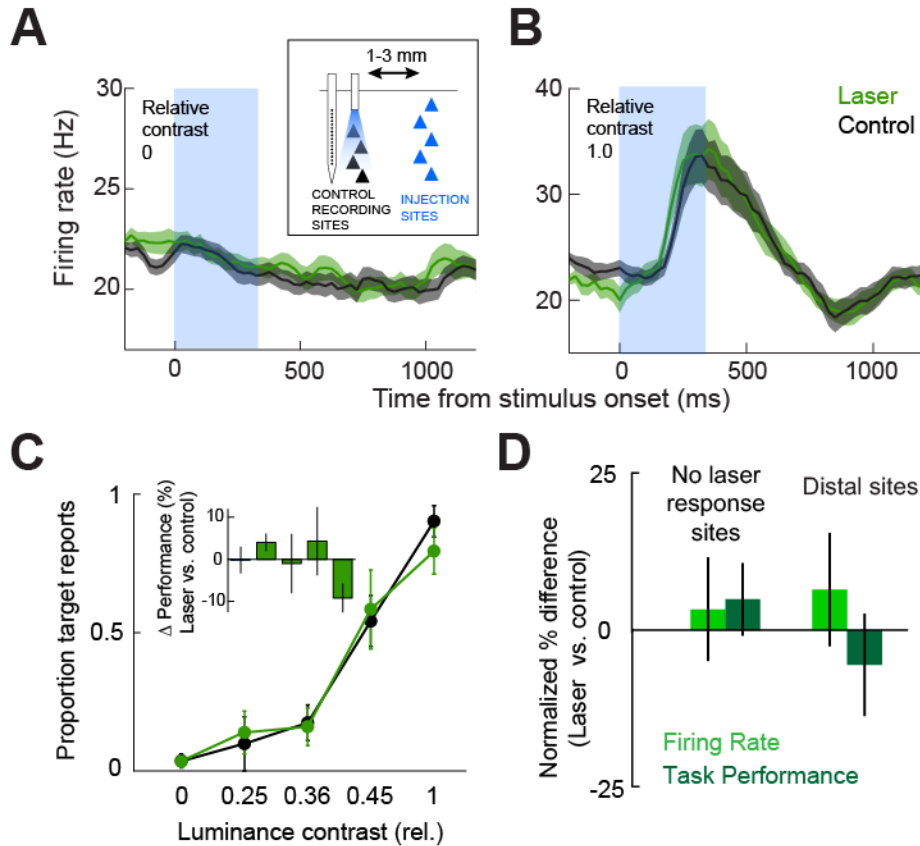 A
B
30
25
20
Firing rate (Hz)
Relative
contrast
0
1-3 mm
CONTROL
RECORDING
SITES
INJECTION
SITES
0
500
1000
40
30
20
Relative
contrast
1.0
Laser
Control
0
500
1000
Time from stimulus onset (ms)
C
D
Proportion target reports
1
0.5
0
Δ Performance (%)
Laser vs. control)
10
0
-10
0
0.25
0.36
0.45
1
Luminance contrast (rel.)
Normalized % difference
(Laser vs. control)
25
0
-25
No laser
response
sites
Distal sites
Firing Rate
Task Performance